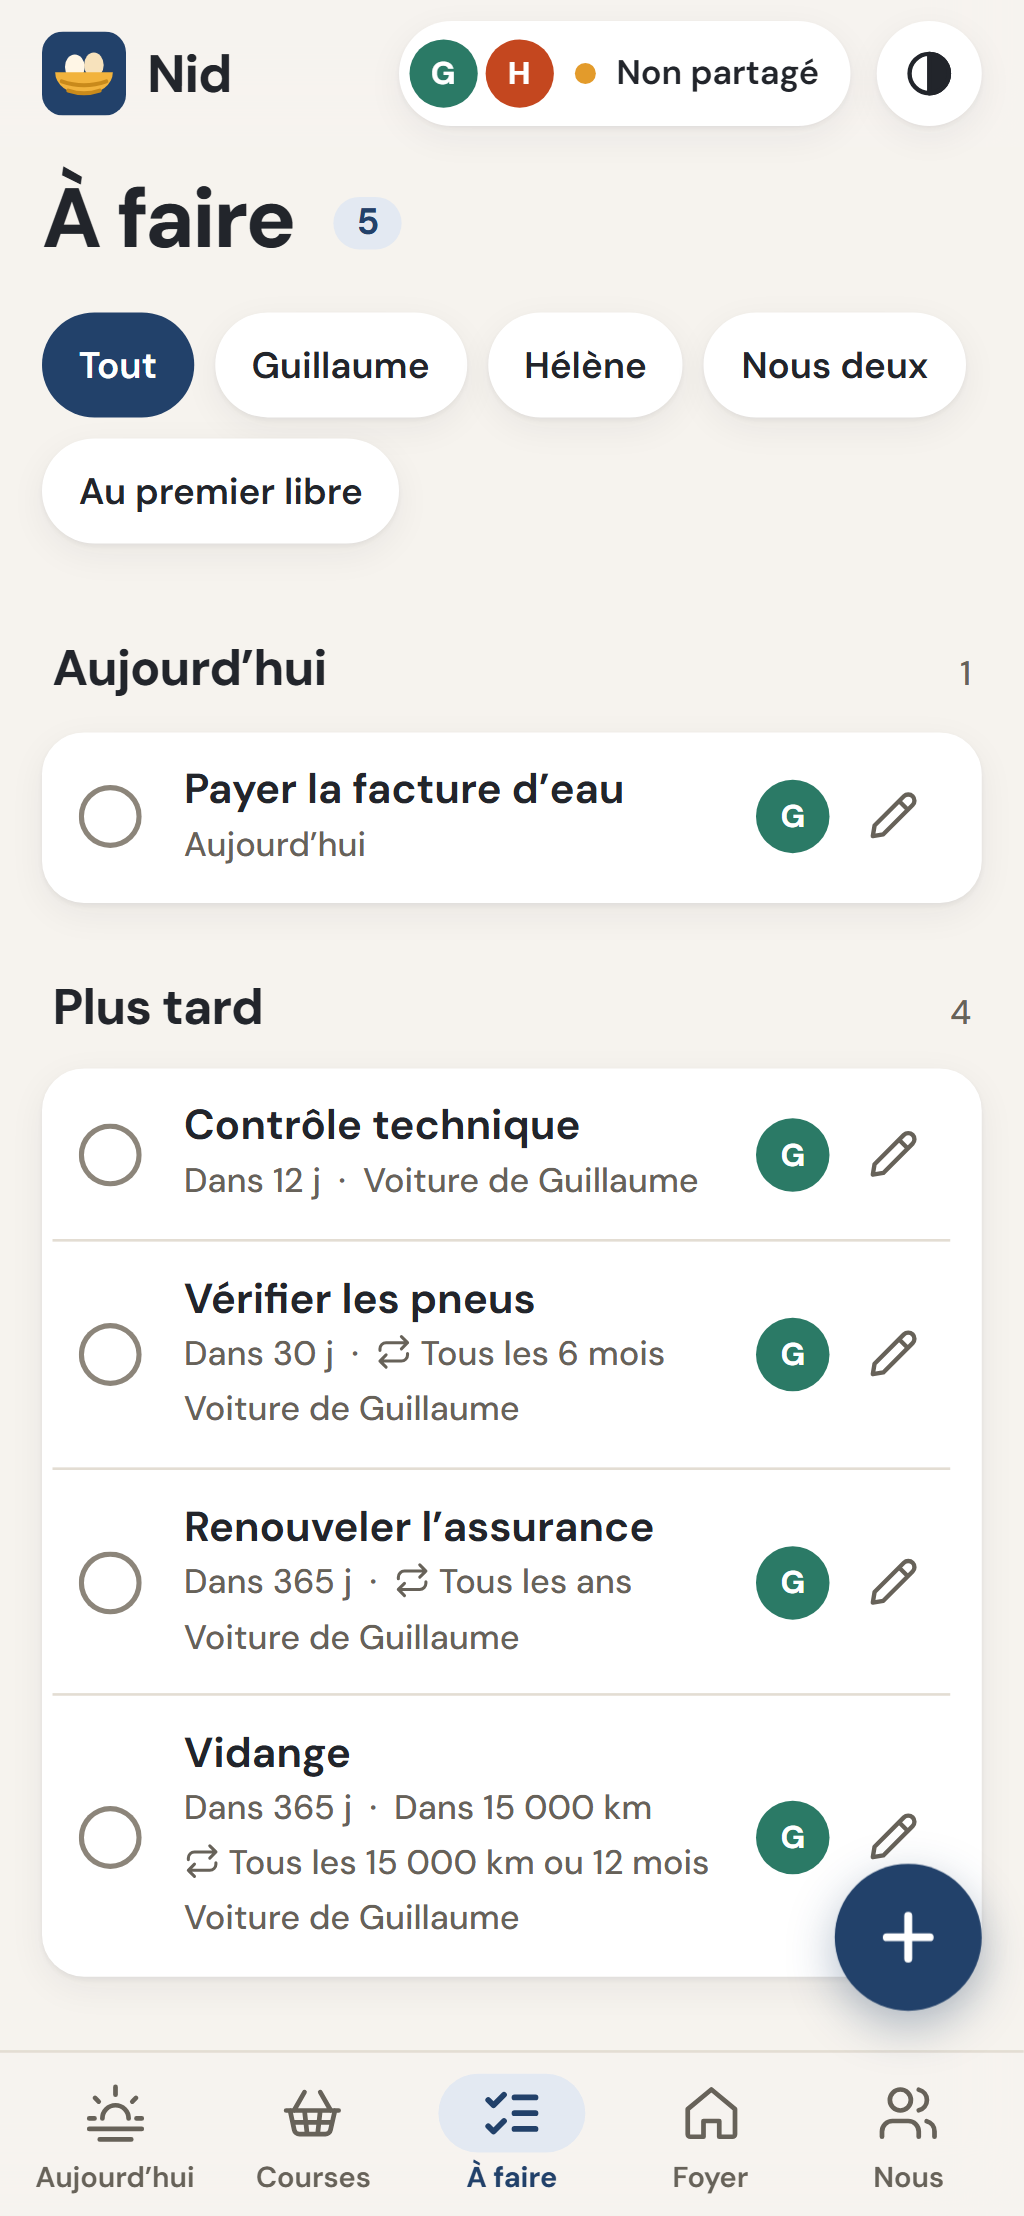 Nid
G H Non partagé
À faire 5
Tout Guillaume Hélène Nous deux
Au premier libre
Aujourd’hui 1
Payer la facture d’eau
Aujourd’hui
G
Plus tard 4
Contrôle technique
Dans 12 j · Voiture de Guillaume
G
Vérifier les pneus
Dans 30 j · Tous les 6 mois
Voiture de Guillaume
G
Renouveler l’assurance
Dans 365 j · Tous les ans
Voiture de Guillaume
G
Vidange
Dans 365 j · Dans 15 000 km
Tous les 15 000 km ou 12 mois
Voiture de Guillaume
G
Aujourd’hui Courses À faire Foyer Nous